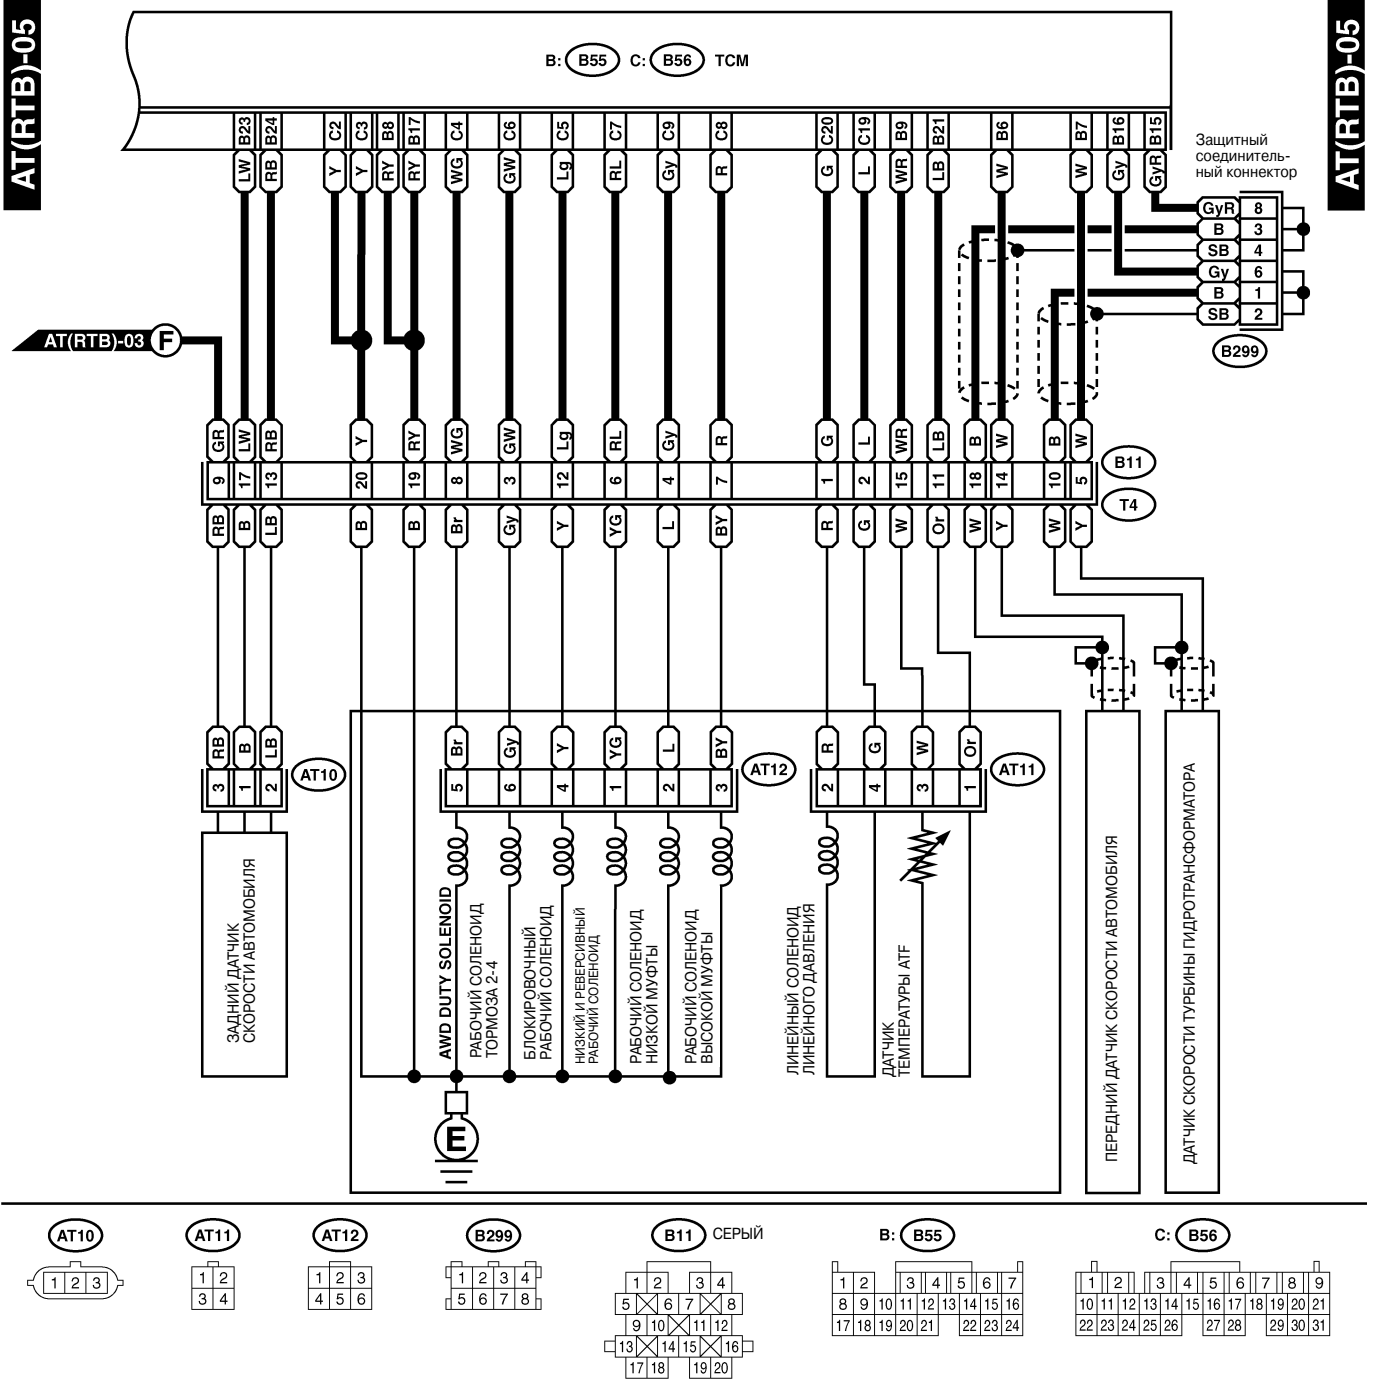 AT(RTB)-05
AT(RTB)-05
B: B55 C: B56 TCM
B23 B24 C2 C3 B8 B17 C4 C6 C5 C7 C9 C8 C20 C19 B9 B21 B6 B7 B16 B15
LW RB Y Y RY RY WG GW Lg RL Gy R G L WR LB W W Gy GyR
Защитный
соединитель-
ный коннектор
GyR 8
B 3
SB 4
Gy 6
B 1
SB 2
B299
AT(RTB)-03 F
GR LW RB Y RY WG GW Lg RL Gy R G L WR LB B W B W
9 17 13 20 19 8 3 12 6 4 7 1 2 15 11 18 14 10 5
B11
T4
RB B LB B B Br Gy Y YG L BY R G W Or W Y W Y
RB B LB Br Gy Y YG L BY R G W Or
3 1 2 AT10 5 6 4 1 2 3 AT12 2 4 3 1 AT11
ЗАДНИЙ ДАТЧИК
СКОРОСТИ АВТОМОБИЛЯ
AWD DUTY SOLENOID
РАБОЧИЙ СОЛЕНОИД
ТОРМОЗА 2-4
БЛОКИРОВОЧНЫЙ
РАБОЧИЙ СОЛЕНОИД
НИЗКИЙ И РЕВЕРСИВНЫЙ
РАБОЧИЙ СОЛЕНОИД
РАБОЧИЙ СОЛЕНОИД
НИЗКОЙ МУФТЫ
РАБОЧИЙ СОЛЕНОИД
ВЫСОКОЙ МУФТЫ
ЛИНЕЙНЫЙ СОЛЕНОИД
ЛИНЕЙНОГО ДАВЛЕНИЯ
ДАТЧИК
ТЕМПЕРАТУРЫ ATF
ПЕРЕДНИЙ ДАТЧИК СКОРОСТИ АВТОМОБИЛЯ
ДАТЧИК СКОРОСТИ ТУРБИНЫ ГИДРОТРАНСФОРМАТОРА
E
AT10
1 2 3
AT11
1 2
3 4
AT12
1 2 3
4 5 6
B299
1 2 3 4
5 6 7 8
B11 СЕРЫЙ
1 2 3 4
5 6 7 8
9 10 11 12
13 14 15 16
17 18 19 20
B: B55
1 2 3 4 5 6 7
8 9 10 11 12 13 14 15 16
17 18 19 20 21 22 23 24
C: B56
1 2 3 4 5 6 7 8 9
10 11 12 13 14 15 16 17 18 19 20 21
22 23 24 25 26 27 28 29 30 31